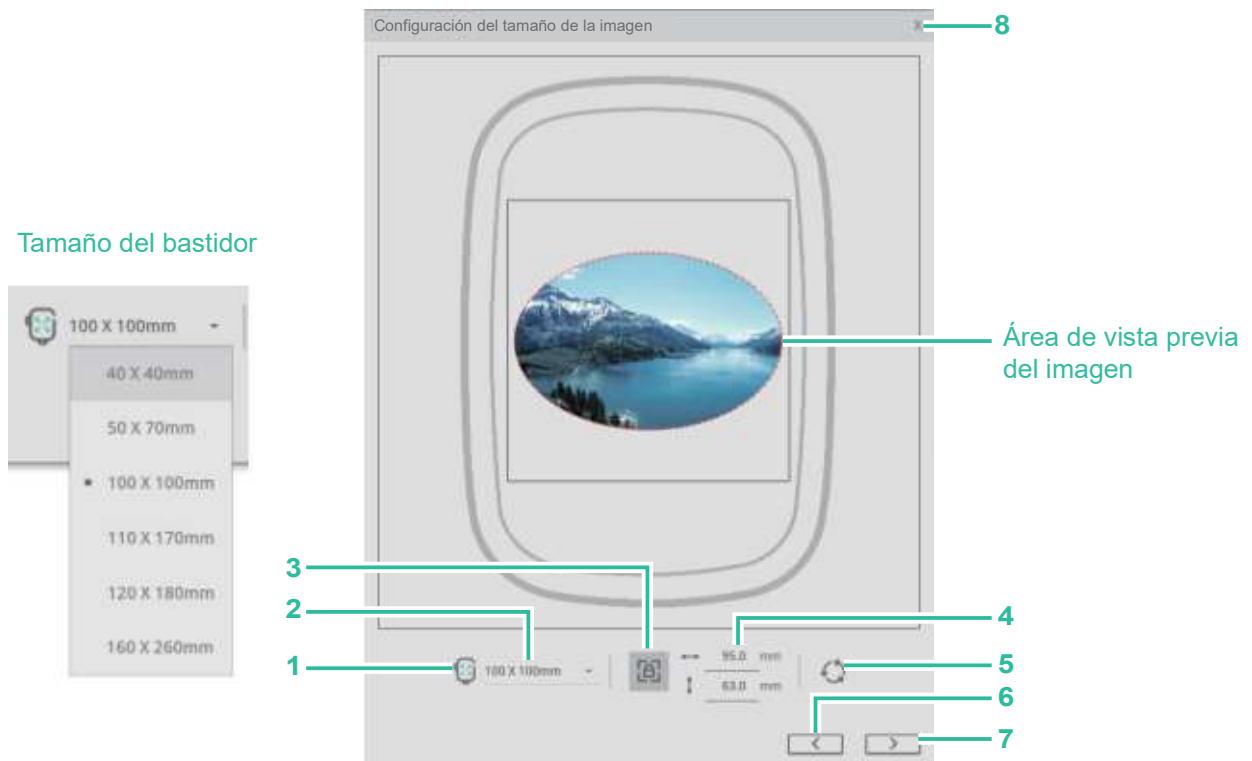 Configuración del tamaño de la imagen
x
8
Tamaño del bastidor
100 X 100mm
40 X 40mm
50 X 70mm
100 X 100mm
110 X 170mm
120 X 180mm
160 X 260mm
Área de vista previa
del imagen
3
2
1
100 X 100mm
95.0 mm
63.0 mm
4
5
6
7